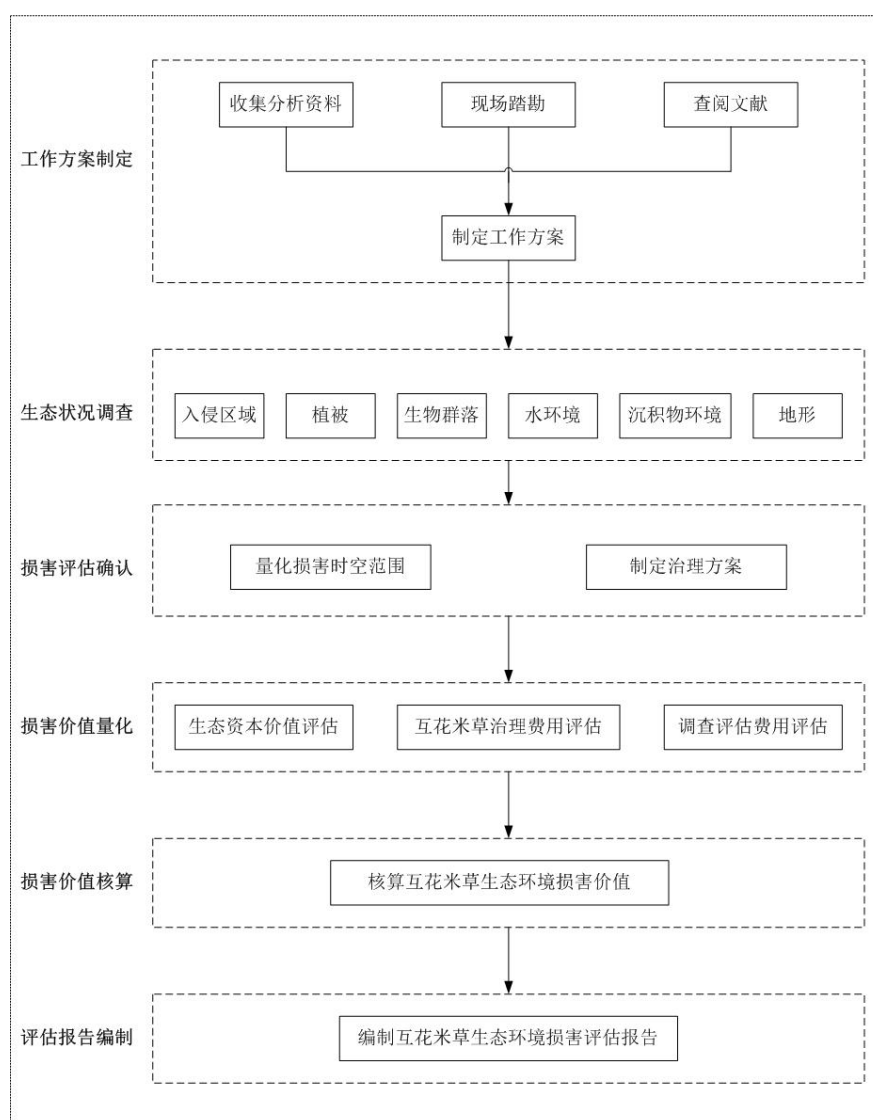 收集分析资料
现场踏勘
查阅文献
工作方案制定
制定工作方案
生态状况调查
入侵区域
植被
生物群落
水环境
沉积物环境
地形
损害评估确认
量化损害时空范围
制定治理方案
损害价值量化
生态资本价值评估
互花米草治理费用评估
调查评估费用评估
损害价值核算
核算互花米草生态环境损害价值
评估报告编制
编制互花米草生态环境损害评估报告